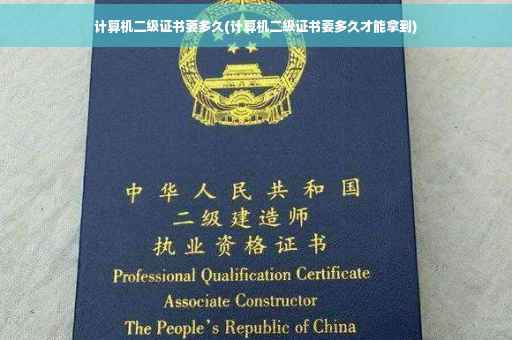 计算机二级证书要多久(计算机二级证书要多久才能拿到)
中华人民共和国
二级建造师
执业资格证书
Professional Qualification Certificate
Associate Constructor
The People's Republic of China